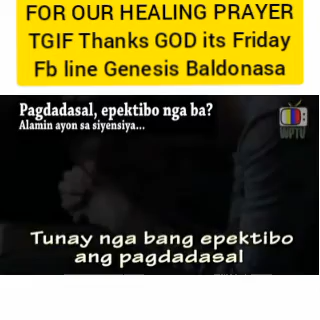 FOR OUR HEALING PRAYER
TGIF Thanks GOD its Friday
Fb line Genesis Baldonasa
Pagdadasal, epektibo nga ba?
Alamin ayon sa siyensiya...
WPTV
Tunay nga bang epektibo
ang pagdadasal